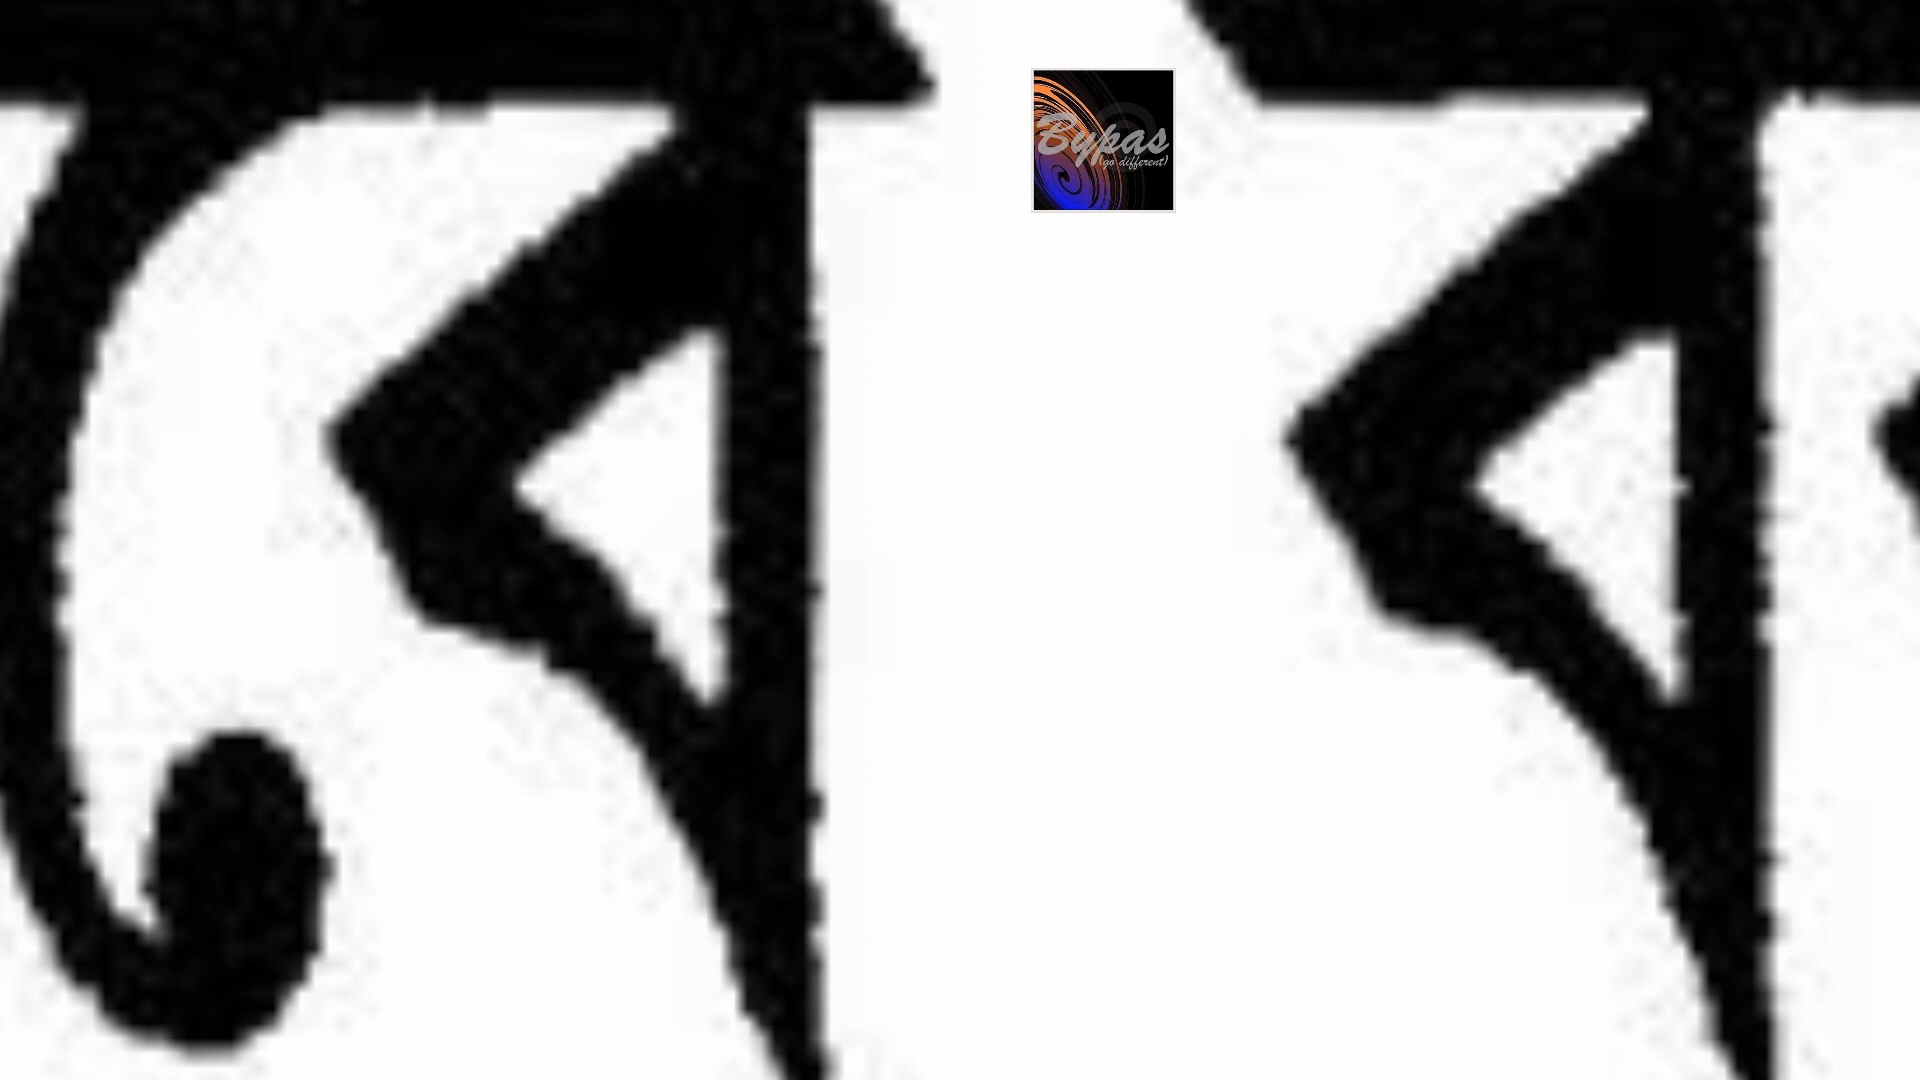 কে ব
Bypas
(go different)